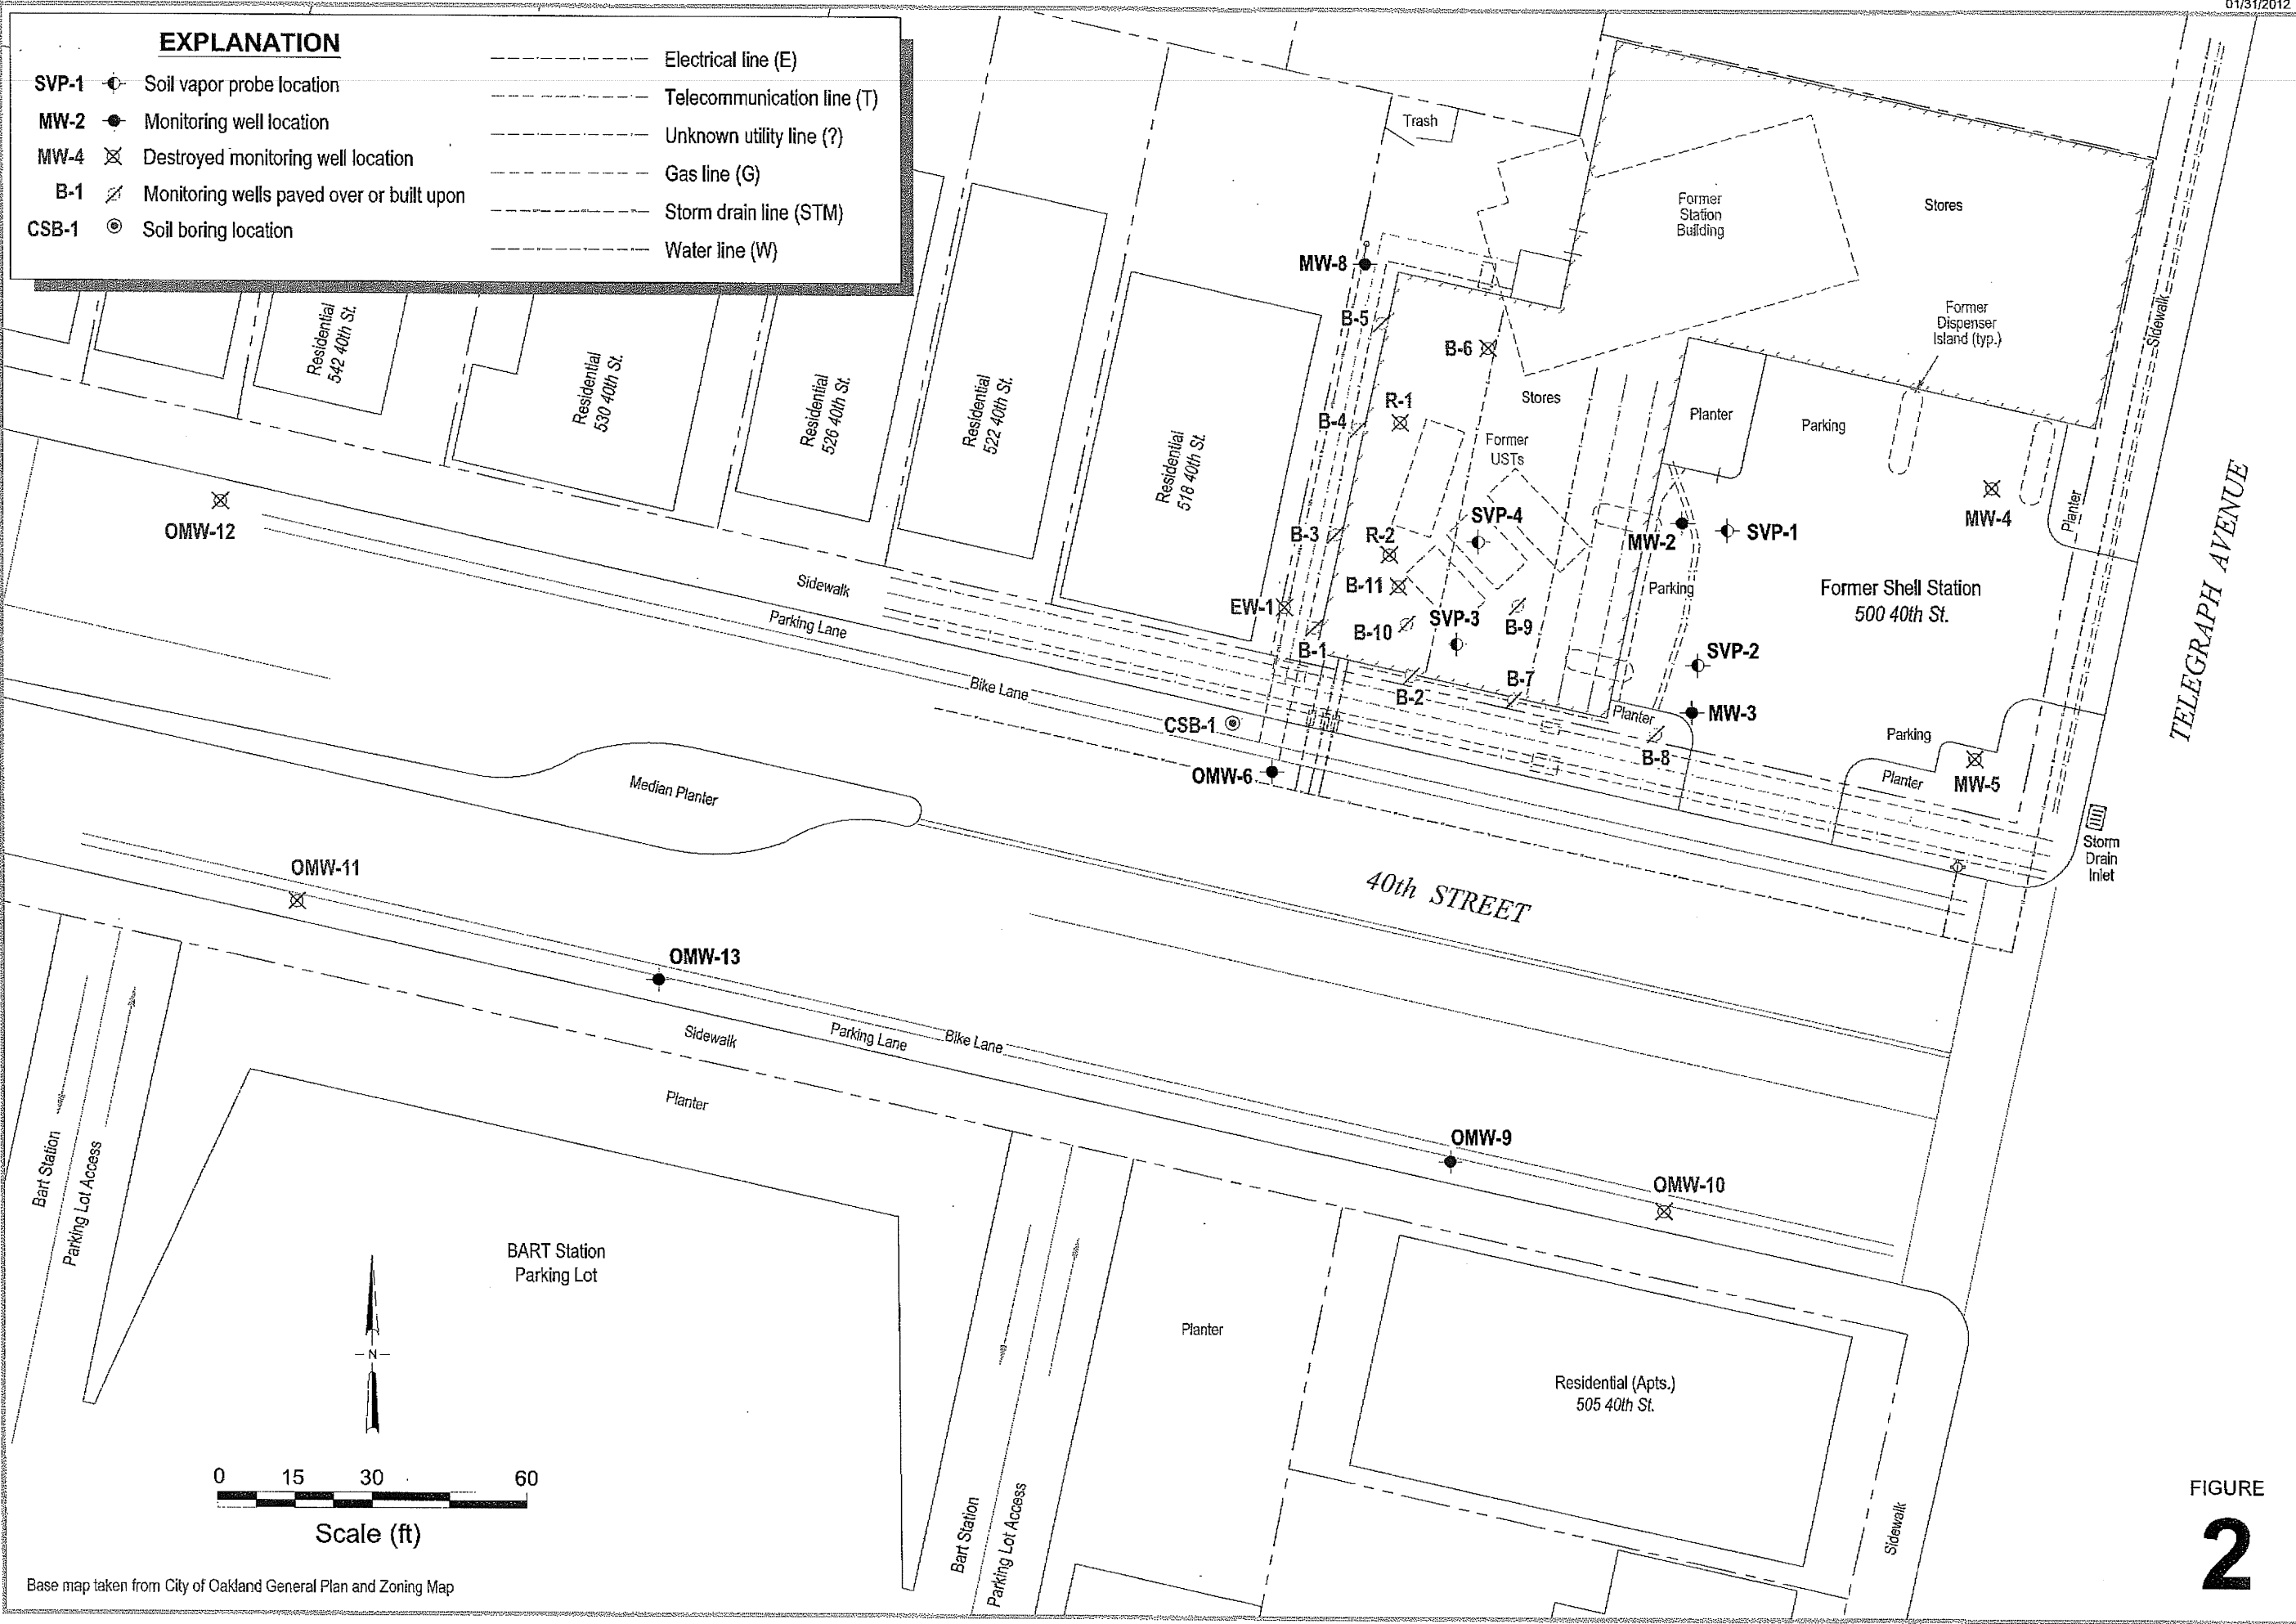 01/31/2012
EXPLANATION
SVP-1 Soil vapor probe location
MW-2 Monitoring well location
MW-4 Destroyed monitoring well location
B-1 Monitoring wells paved over or built upon
CSB-1 Soil boring location
Electrical line (E)
Telecommunication line (T)
Unknown utility line (?)
Gas line (G)
Storm drain line (STM)
Water line (W)
Trash
Former
Station
Building
Stores
MW-8
B-5
B-6
Former
Dispenser
Island (typ.)
Sidewalk
Residential
542 40th St.
Residential
530 40th St.
Residential
526 40th St.
Residential
522 40th St.
Residential
518 40th St.
R-1
B-4
Stores
Former
USTs
Planter
Parking
Planter
MW-4
OMW-12
B-3
R-2
SVP-4
MW-2
SVP-1
B-11
EW-1
B-10
SVP-3
B-9
B-1
Parking
Former Shell Station
500 40th St.
TELEGRAPH AVENUE
Sidewalk
Parking Lane
Bike Lane
B-2
B-7
SVP-2
Planter
MW-3
B-8
CSB-1
OMW-6
Parking
Planter
MW-5
Storm
Drain
Inlet
Median Planter
40th STREET
OMW-11
OMW-13
Sidewalk
Parking Lane
Bike Lane
Planter
OMW-9
OMW-10
Bart Station
Parking Lot Access
BART Station
Parking Lot
N
Planter
Residential (Apts.)
505 40th St.
Bart Station
Parking Lot Access
Sidewalk
0 15 30 60
Scale (ft)
Base map taken from City of Oakland General Plan and Zoning Map
FIGURE
2